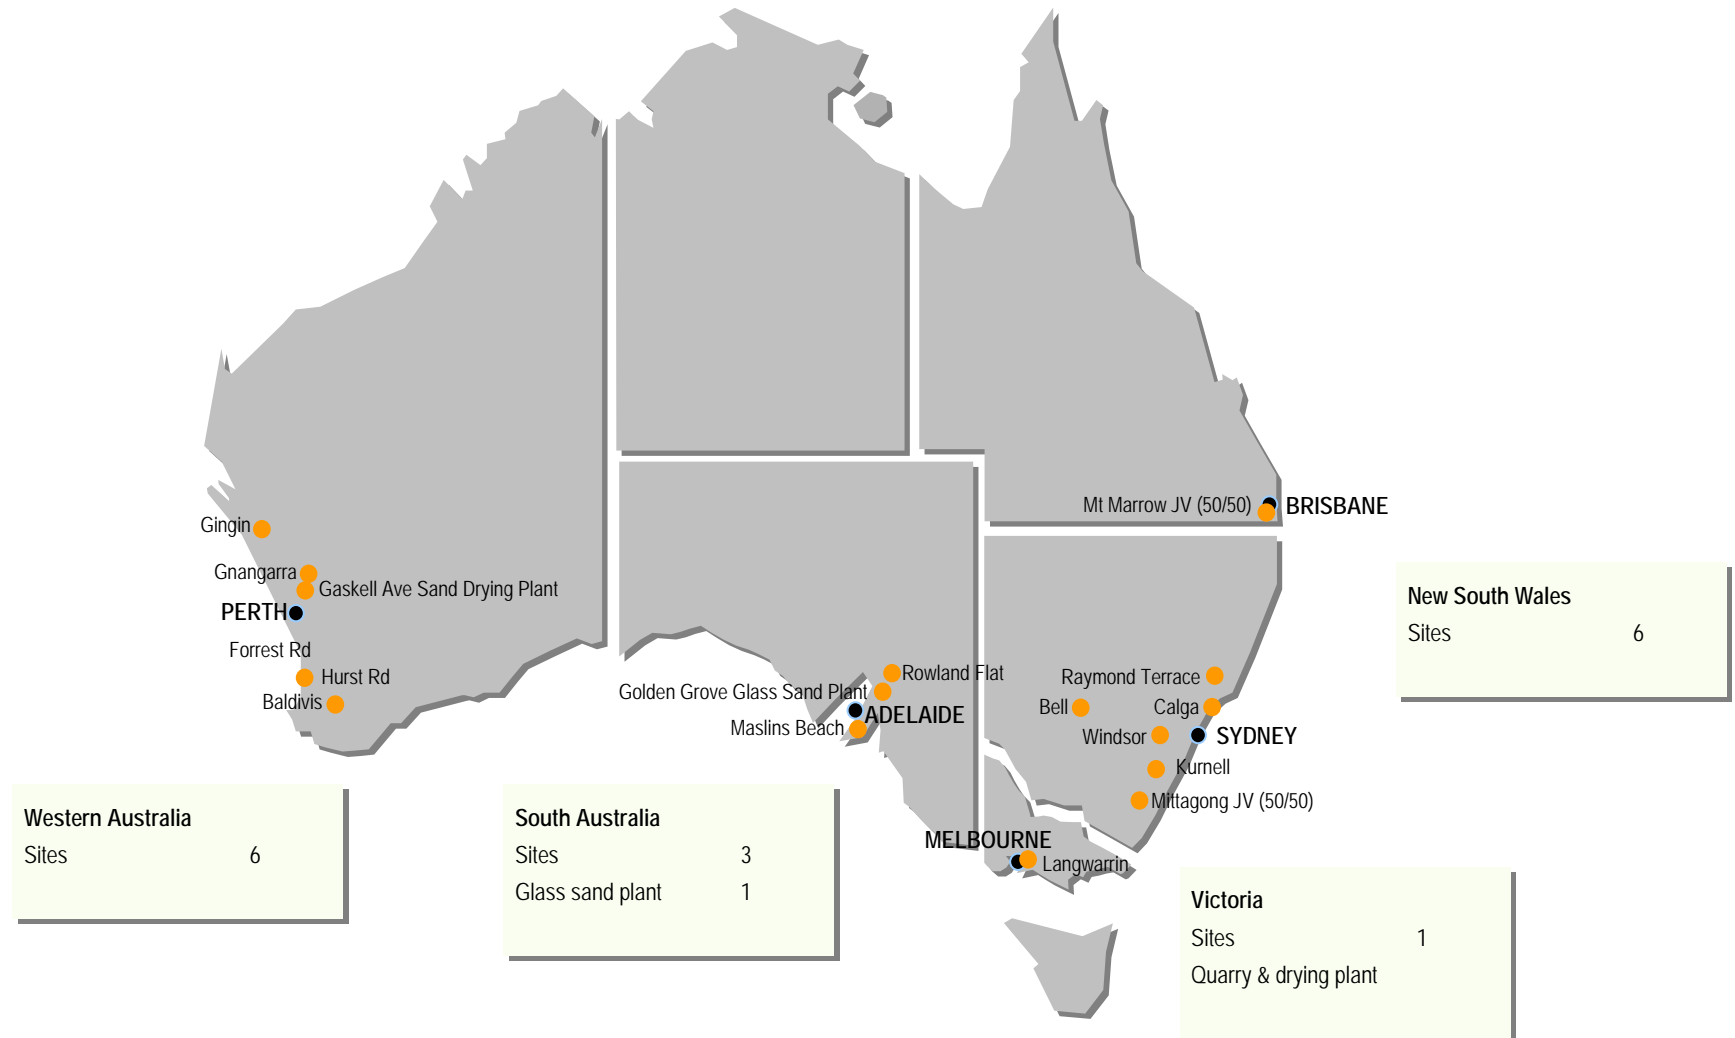 Mt Marrow JV (50/50)
BRISBANE
Gingin
Gnangarra
Gaskell Ave Sand Drying Plant
PERTH
Forrest Rd
Hurst Rd
Baldivis
Rowland Flat
Golden Grove Glass Sand Plant
ADELAIDE
Maslins Beach
Raymond Terrace
Bell
Calga
Windsor
SYDNEY
Kurnell
Mittagong JV (50/50)
MELBOURNE
Langwarrin
New South Wales
Sites 6
Western Australia
Sites 6
South Australia
Sites 3
Glass sand plant 1
Victoria
Sites 1
Quarry & drying plant